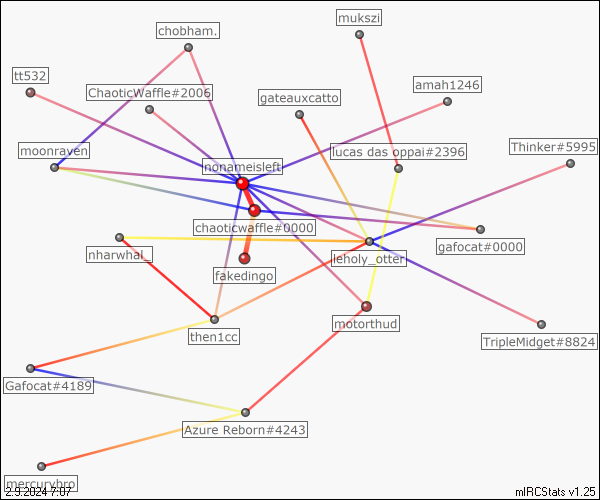 mukszi
chobham.
tt532
ChaoticWaffle#2006
amah1246
gateauxcatto
Thinker#5995
moonraven
lucas das oppai#2396
nonameisleft
chaoticwaffle#0000
gafocat#0000
nharwhal_
leholy_otter
fakedingo
then1cc
motorthud
TripleMidget#8824
Gafocat#4189
Azure Reborn#4243
mercurybro
2.9.2024 7:07
mIRCStats v1.25